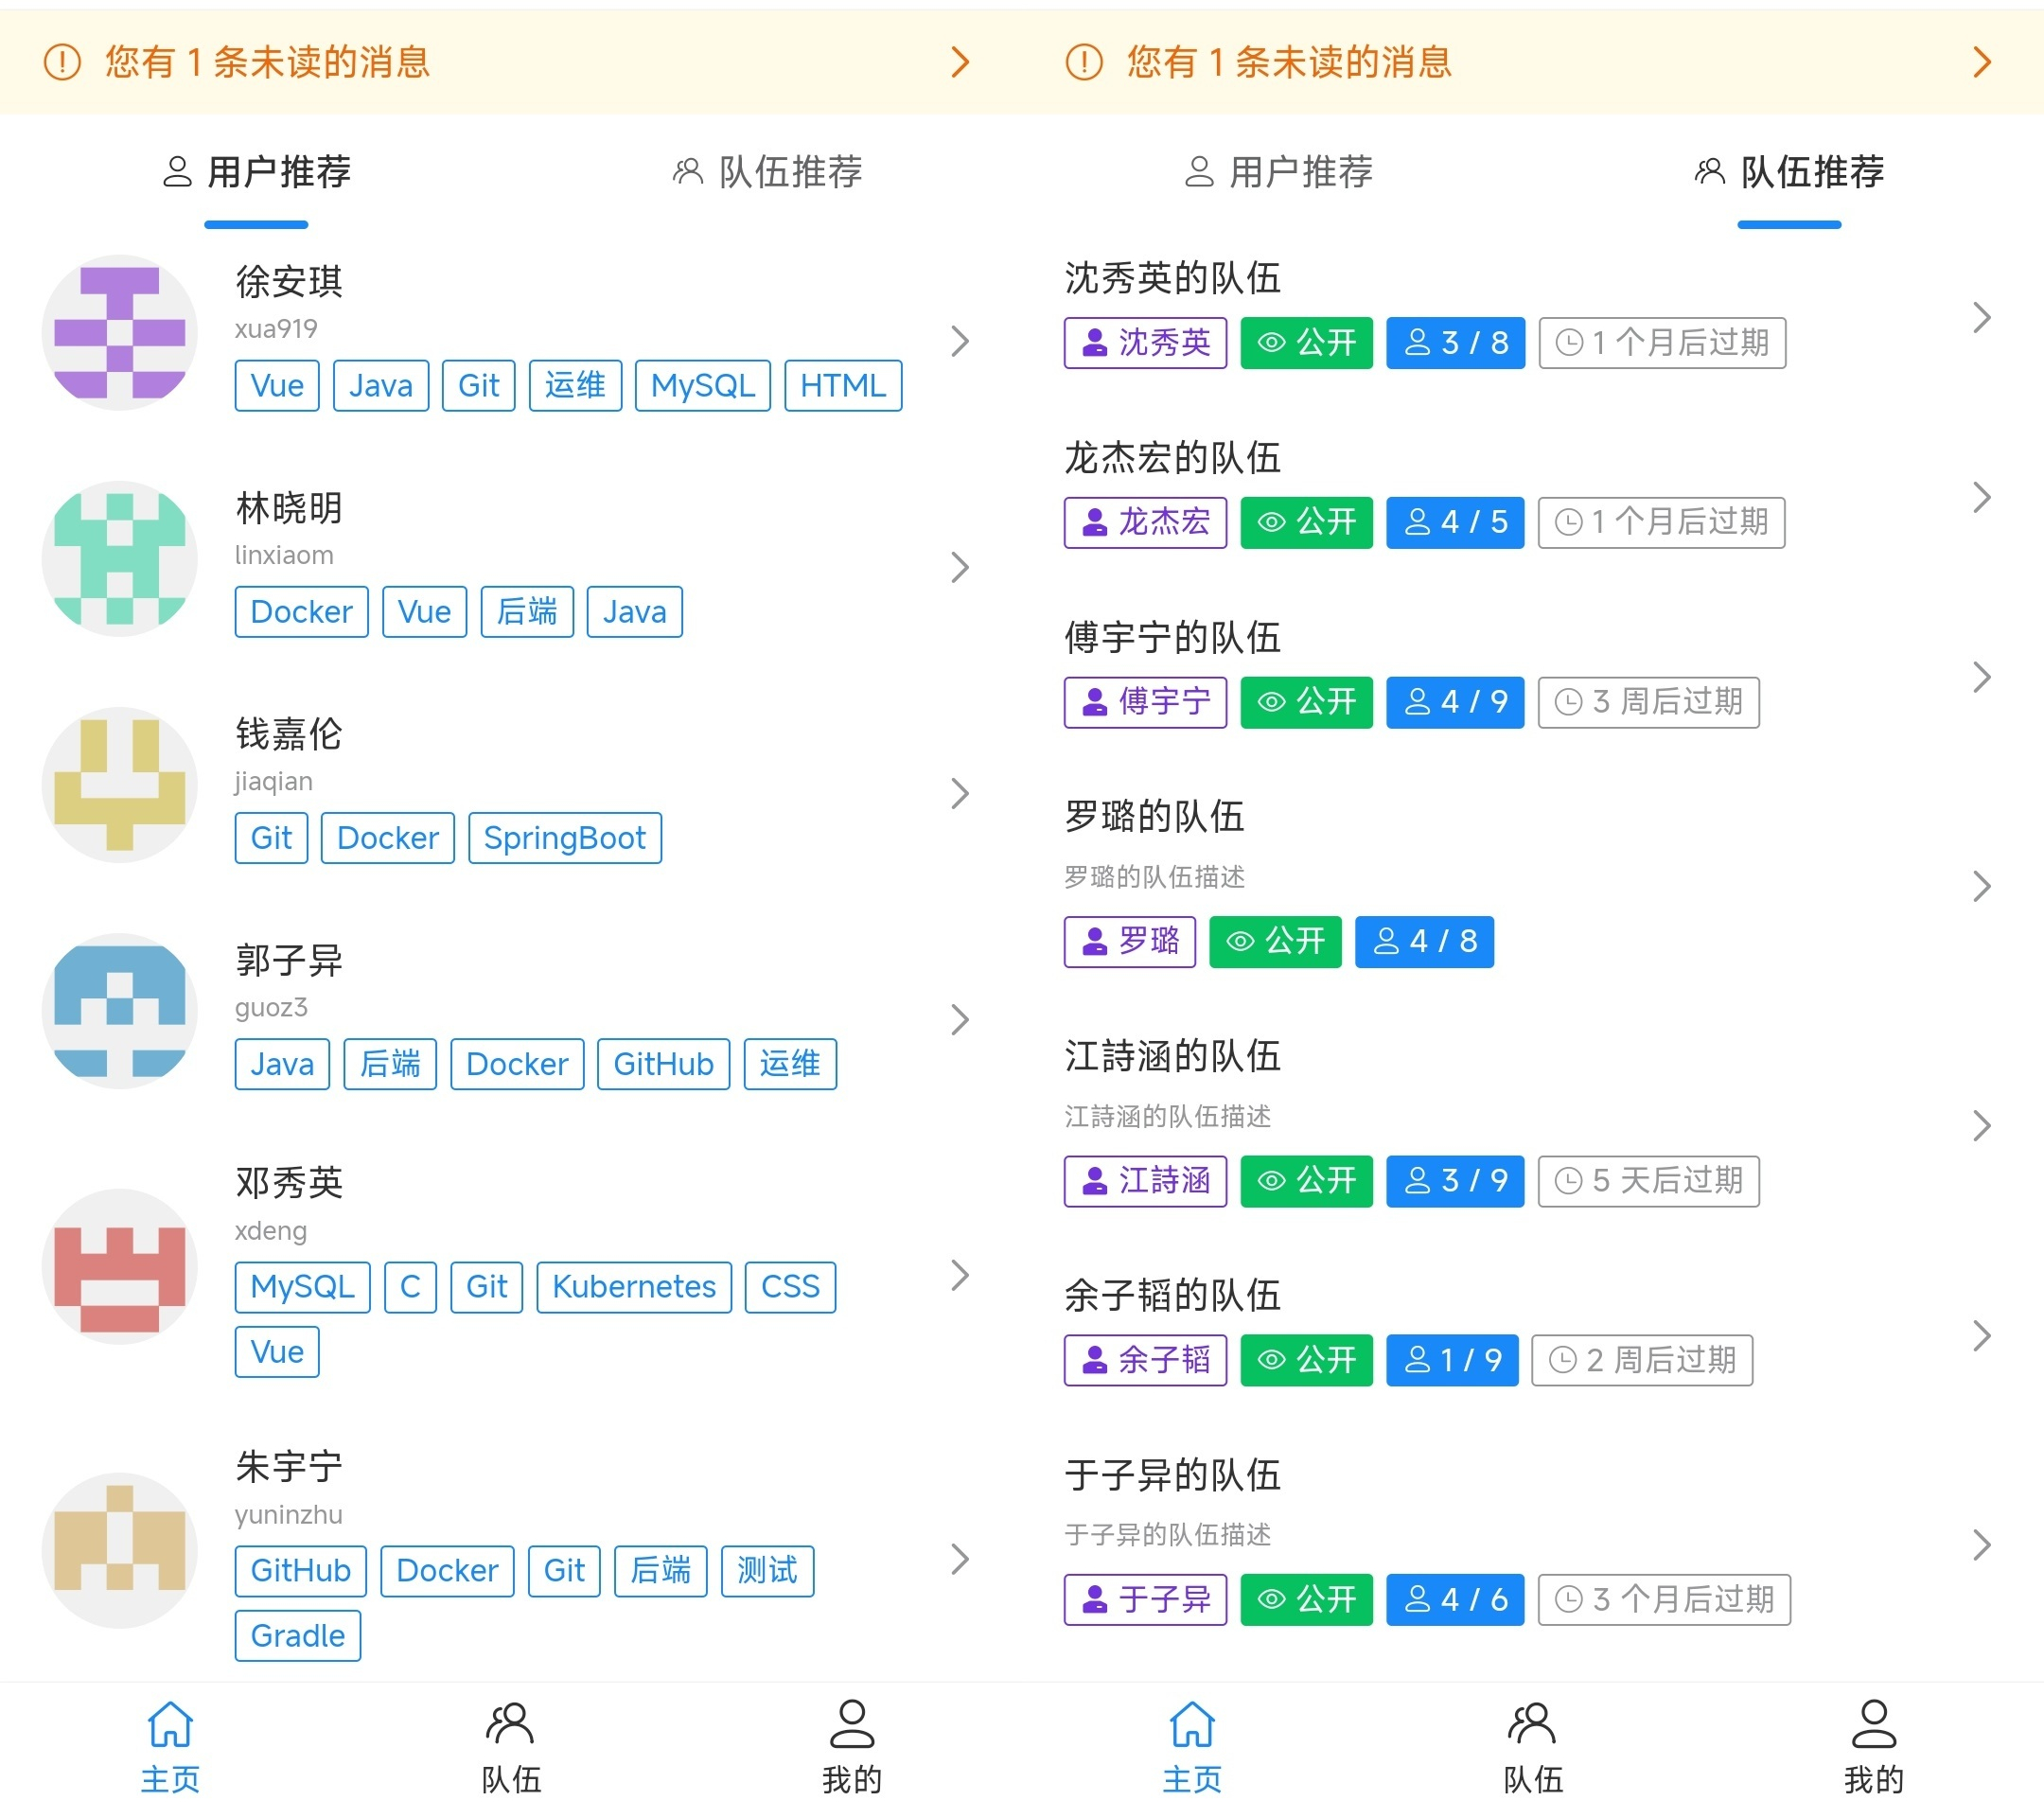 您有 1 条未读的消息
用户推荐 队伍推荐
徐安琪
xua919
Vue Java Git 运维 MySQL HTML
林晓明
linxiaom
Docker Vue 后端 Java
钱嘉伦
jiaqian
Git Docker SpringBoot
郭子异
guoz3
Java 后端 Docker GitHub 运维
邓秀英
xdeng
MySQL C Git Kubernetes CSS
Vue
朱宇宁
yuninzhu
GitHub Docker Git 后端 测试
Gradle
主页 队伍 我的
您有 1 条未读的消息
用户推荐 队伍推荐
沈秀英的队伍
沈秀英 公开 3 / 8 1 个月后过期
龙杰宏的队伍
龙杰宏 公开 4 / 5 1 个月后过期
傅宇宁的队伍
傅宇宁 公开 4 / 9 3 周后过期
罗璐的队伍
罗璐的队伍描述
罗璐 公开 4 / 8
江詩涵的队伍
江詩涵的队伍描述
江詩涵 公开 3 / 9 5 天后过期
余子韬的队伍
余子韬 公开 1 / 9 2 周后过期
于子异的队伍
于子异的队伍描述
于子异 公开 4 / 6 3 个月后过期
主页 队伍 我的